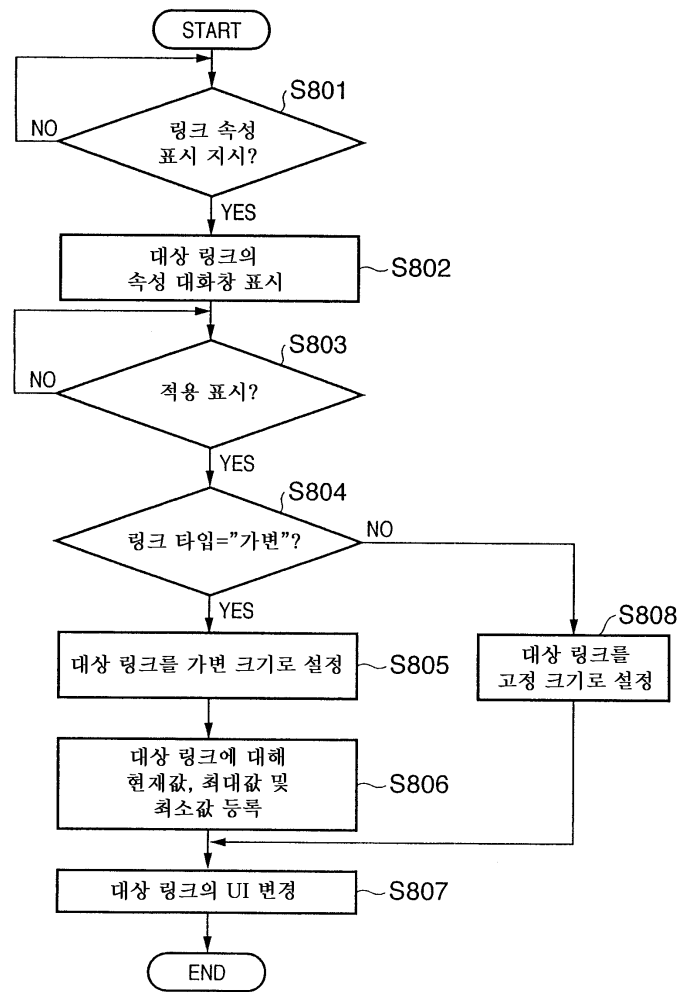 START
S801
링크 속성
표시 지시?
NO
YES
대상 링크의
속성 대화창 표시
S802
S803
적용 표시?
NO
YES
S804
링크 타입="가변"?
NO
YES
S808
대상 링크를 가변 크기로 설정
S805
대상 링크를
고정 크기로 설정
대상 링크에 대해
현재값, 최대값 및
최소값 등록
S806
대상 링크의 UI 변경
S807
END